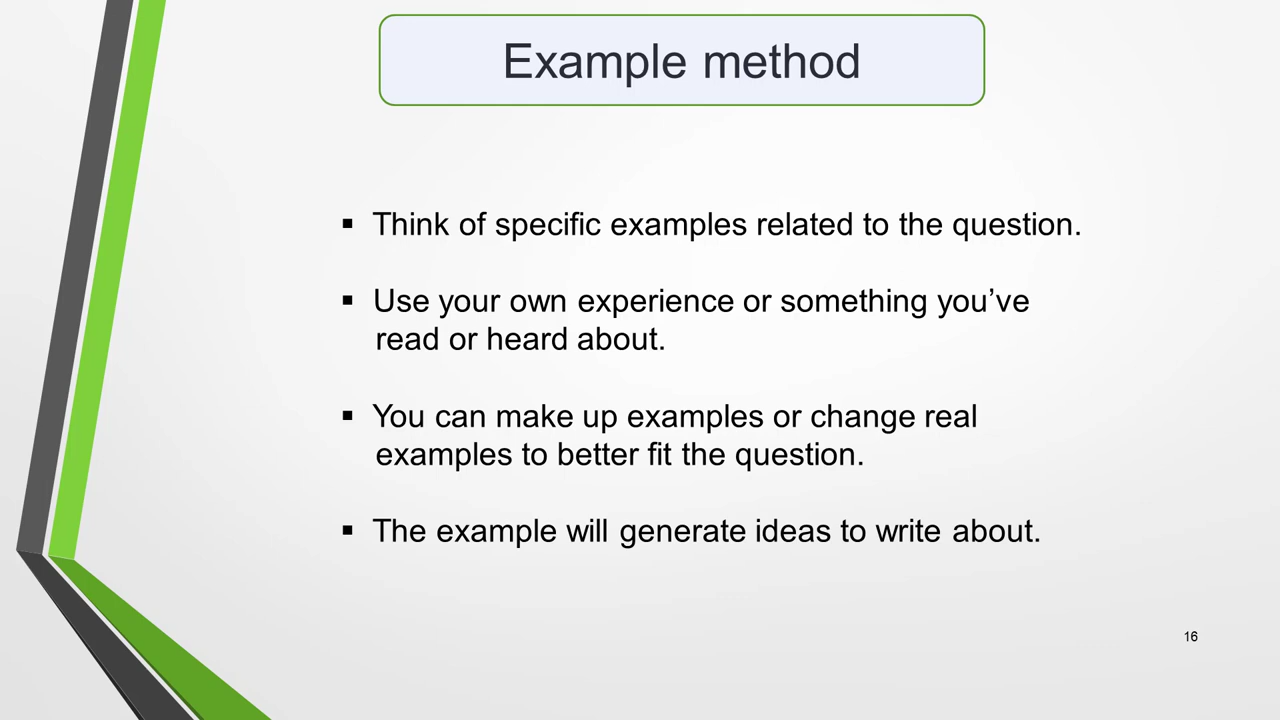 Example method
▪ Think of specific examples related to the question.
▪ Use your own experience or something you’ve
read or heard about.
▪ You can make up examples or change real
examples to better fit the question.
▪ The example will generate ideas to write about.
16